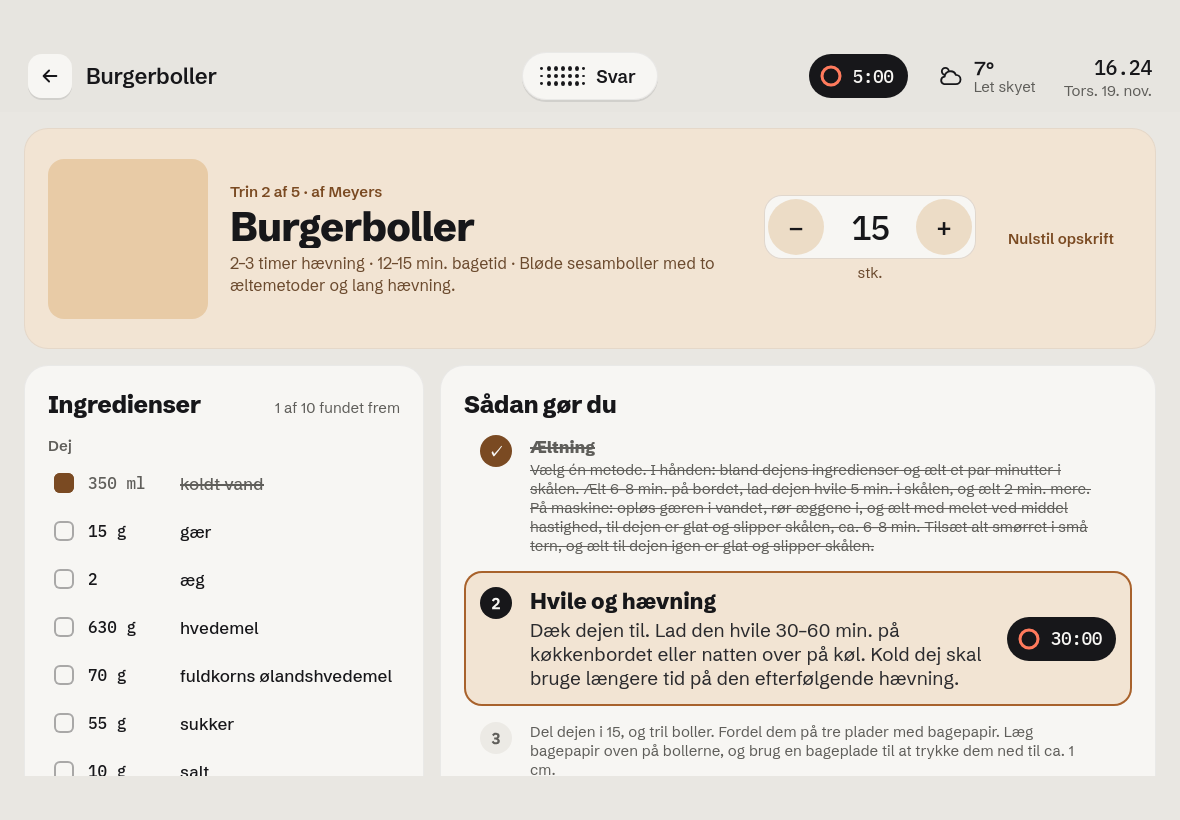 Burgerboller
Svar
5:00
7°
Let skyet
16.24
Tors. 19. nov.
Trin 2 af 5 · af Meyers
Burgerboller
2–3 timer hævning · 12–15 min. bagetid · Bløde sesamboller med to
æltemetoder og lang hævning.
− 15 +
stk.
Nulstil opskrift
Ingredienser
1 af 10 fundet frem
Dej
350 ml koldt vand
15 g gær
2 æg
630 g hvedemel
70 g fuldkorns ølandshvedemel
55 g sukker
10 g salt
Sådan gør du
✓ Æltning
Vælg én metode. I hånden: bland dejens ingredienser og ælt et par minutter i
skålen. Ælt 6–8 min. på bordet, lad dejen hvile 5 min. i skålen, og ælt 2 min. mere.
På maskine: opløs gæren i vandet, rør æggene i, og ælt med melet ved middel
hastighed, til dejen er glat og slipper skålen, ca. 6–8 min. Tilsæt alt smørret i små
tern, og ælt til dejen igen er glat og slipper skålen.
2 Hvile og hævning
Dæk dejen til. Lad den hvile 30–60 min. på
køkkenbordet eller natten over på køl. Kold dej skal
bruge længere tid på den efterfølgende hævning.
30:00
3 Del dejen i 15, og tril boller. Fordel dem på tre plader med bagepapir. Læg
bagepapir oven på bollerne, og brug en bageplade til at trykke dem ned til ca. 1
cm.